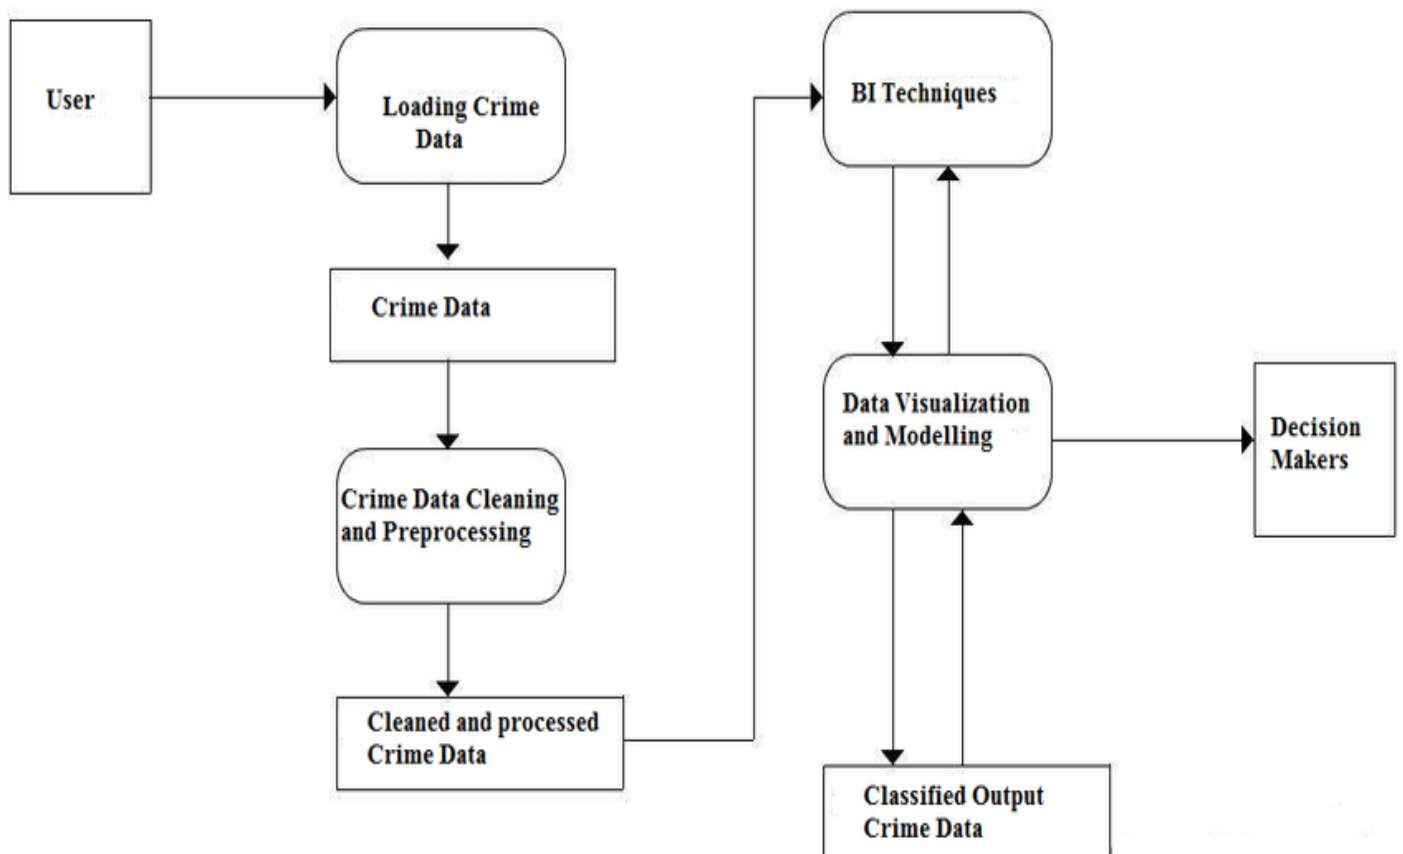 User
Loading Crime
Data
Crime Data
Crime Data Cleaning
and Preprocessing
Cleaned and processed
Crime Data
BI Techniques
Data Visualization
and Modelling
Decision
Makers
Classified Output
Crime Data